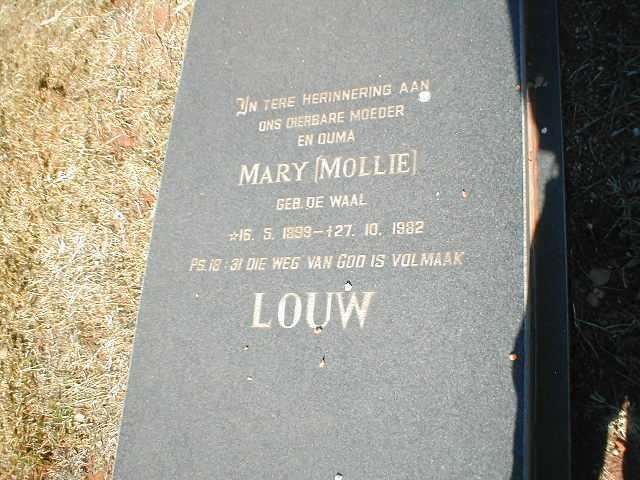 IN TERE HERINNERING AAN
ONS DIERBARE MOEDER
EN OUMA
MARY (MOLLIE)
GEB. DE WAAL
☆16. 5. 1899 – †27. 10. 1982
PS. 18 : 31 DIE WEG VAN GOD IS VOLMAAK
LOUW